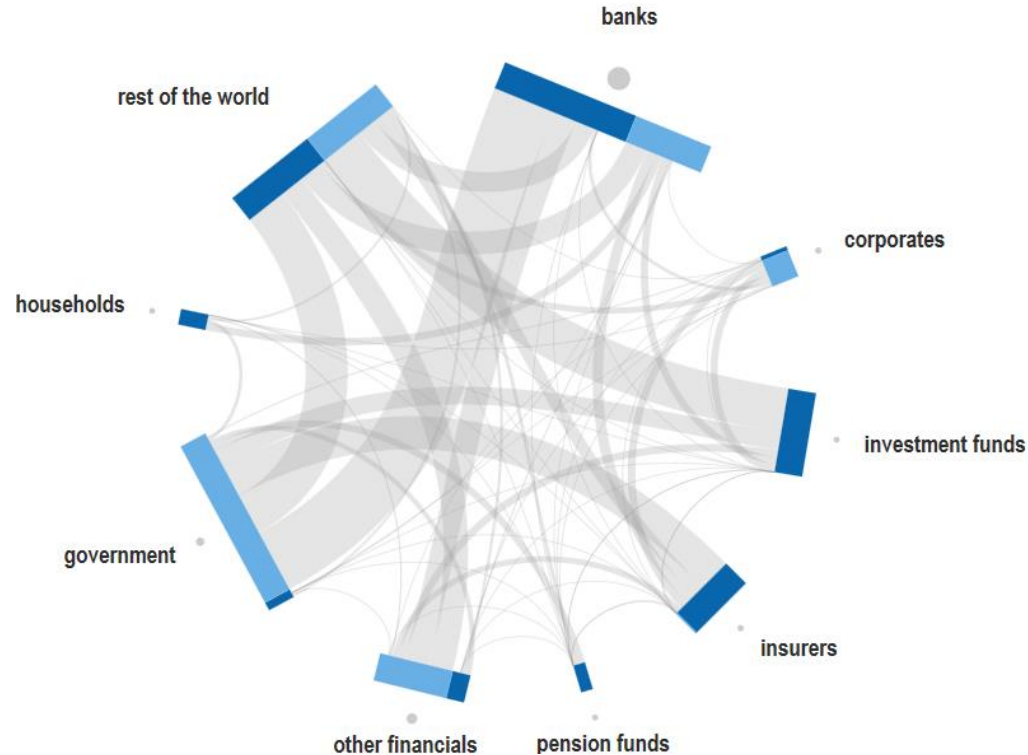 banks
rest of the world
corporates
households
investment funds
government
insurers
other financials
pension funds